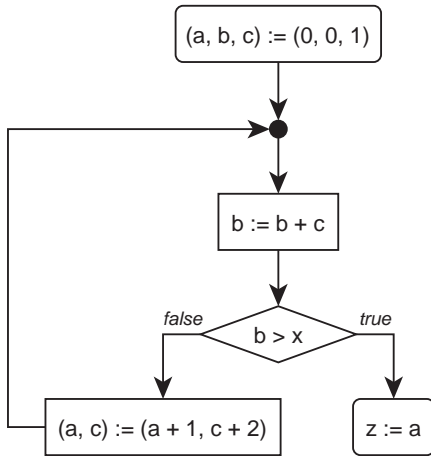 (a, b, c) := (0, 0, 1)
b := b + c
false
true
b > x
(a, c) := (a + 1, c + 2)
z := a